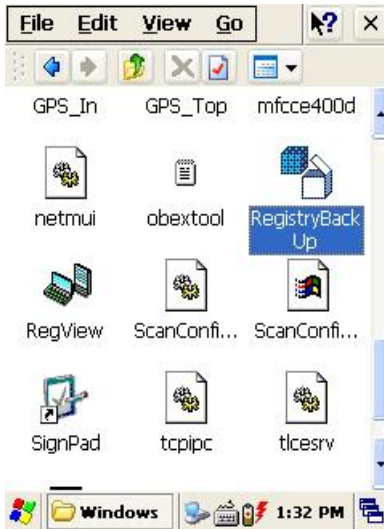 File Edit View Go
GPS_In GPS_Top mfcce400d
netmui obextool RegistryBack
Up
RegView ScanConfi... ScanConfi...
SignPad tcpipc tlcesrv
Windows 1:32 PM